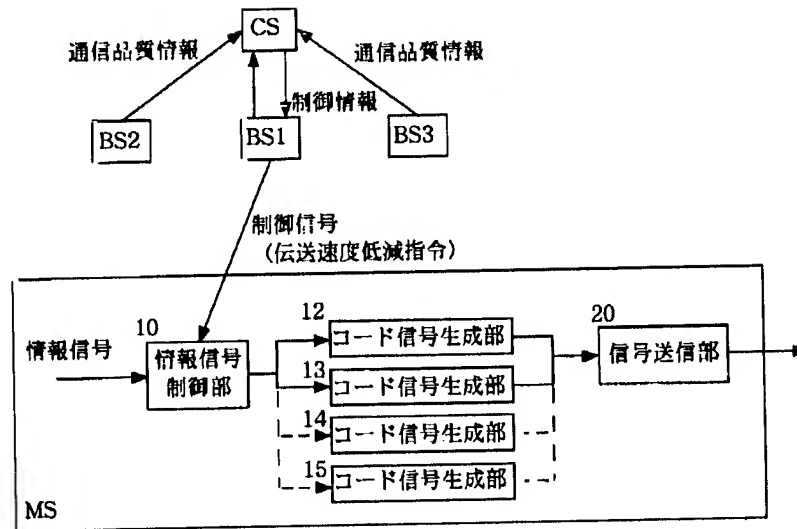 CS
通信品質情報
通信品質情報
制御情報
BS2
BS1
BS3
制御信号
(伝送速度低減指令)
情報信号
10
情報信号
制御部
12
コード信号生成部
13
コード信号生成部
14
コード信号生成部
15
コード信号生成部
20
信号送信部
MS